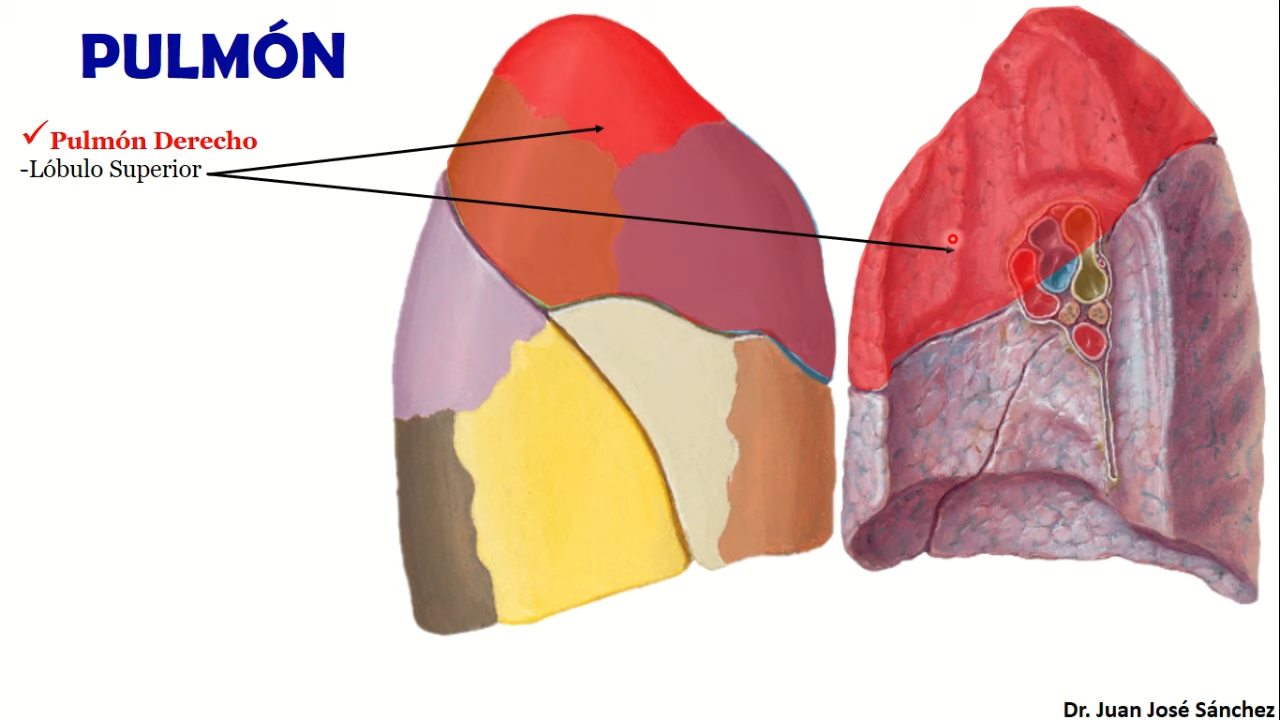 PULMÓN
✓Pulmón Derecho
-Lóbulo Superior
Dr. Juan José Sánchez